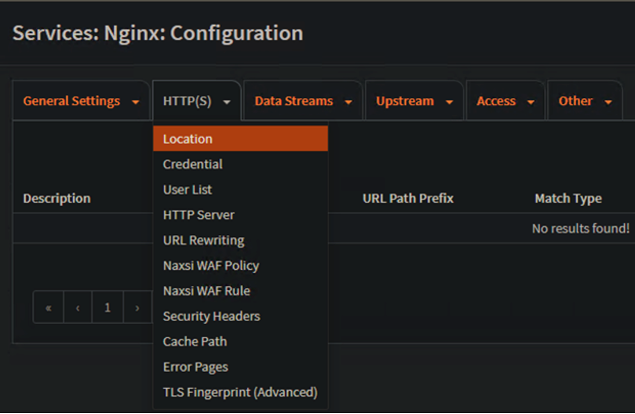 Services: Nginx: Configuration
General Settings HTTP(S) Data Streams Upstream Access Other
Location
Credential
User List
Description URL Path Prefix Match Type
HTTP Server
No results found!
URL Rewriting
Naxsi WAF Policy
Naxsi WAF Rule
« ‹ 1 ›
Security Headers
Cache Path
Error Pages
TLS Fingerprint (Advanced)